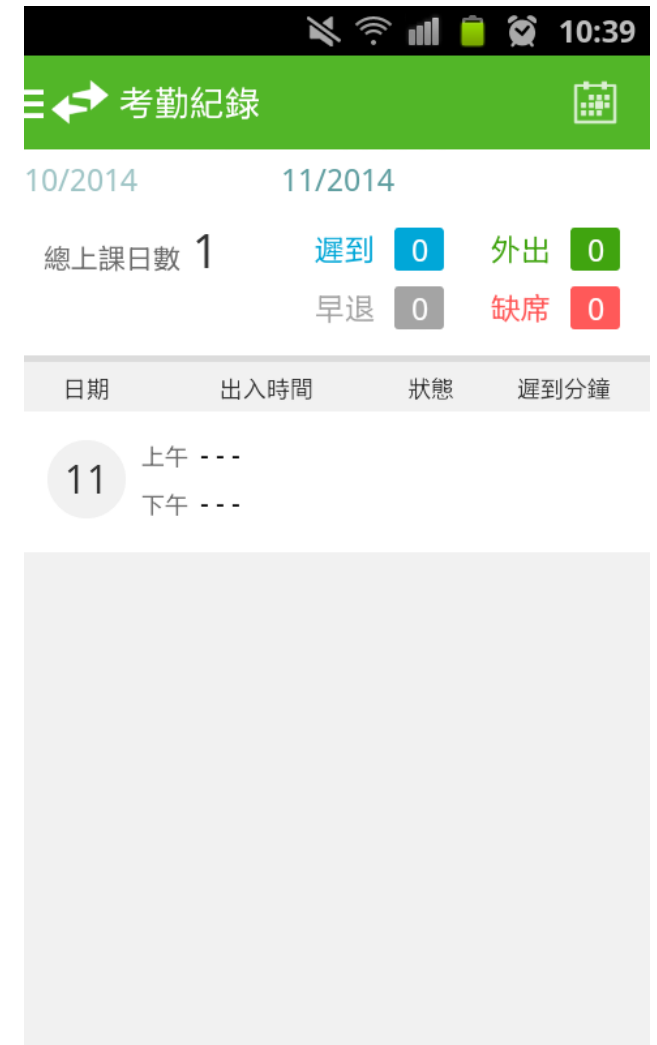 10:39
考勤紀錄
10/2014 11/2014
總上課日數 1 遲到 0 外出 0
早退 0 缺席 0
日期 出入時間 狀態 遲到分鐘
11
上午 ---
下午 ---